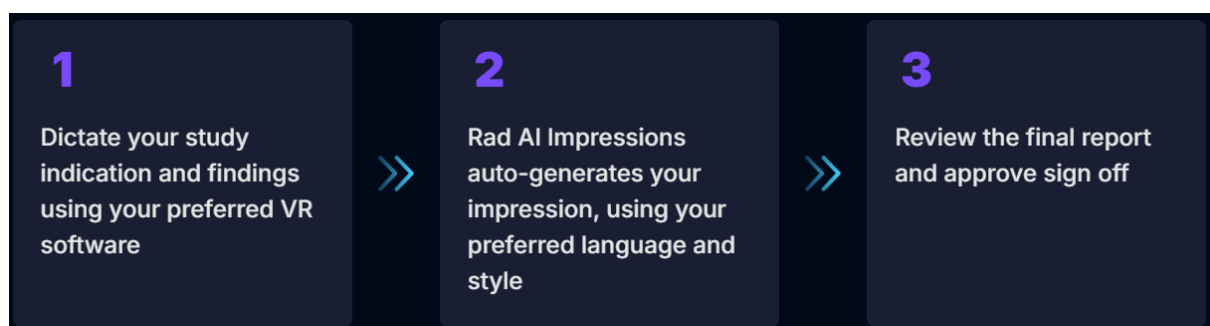 1
Dictate your study
indication and findings
using your preferred VR
software
2
Rad AI Impressions
auto-generates your
impression, using your
preferred language and
style
3
Review the final report
and approve sign off